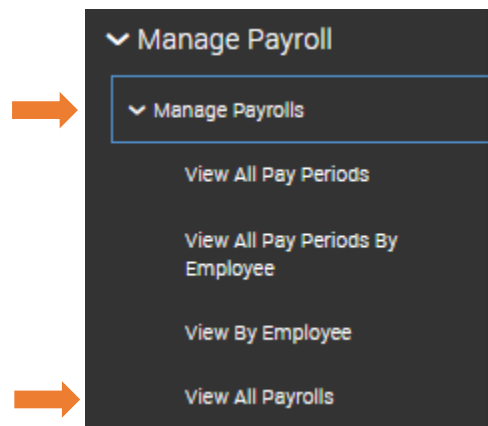 Manage Payroll
Manage Payrolls
View All Pay Periods
View All Pay Periods By
Employee
View By Employee
View All Payrolls